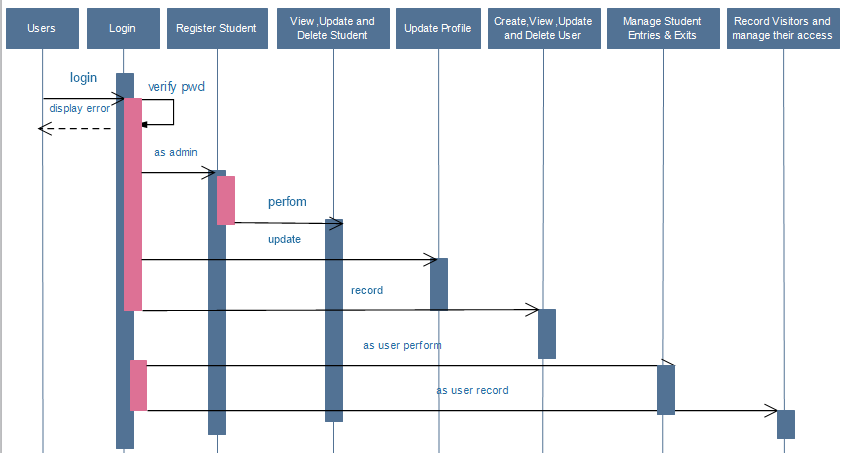 Users
Login
Register Student
View ,Update and
Delete Student
Update Profile
Create,View ,Update
and Delete User
Manage Student
Entries & Exits
Record Visitors and
manage their access
login
verify pwd
display error
as admin
perfom
update
record
as user perform
as user record